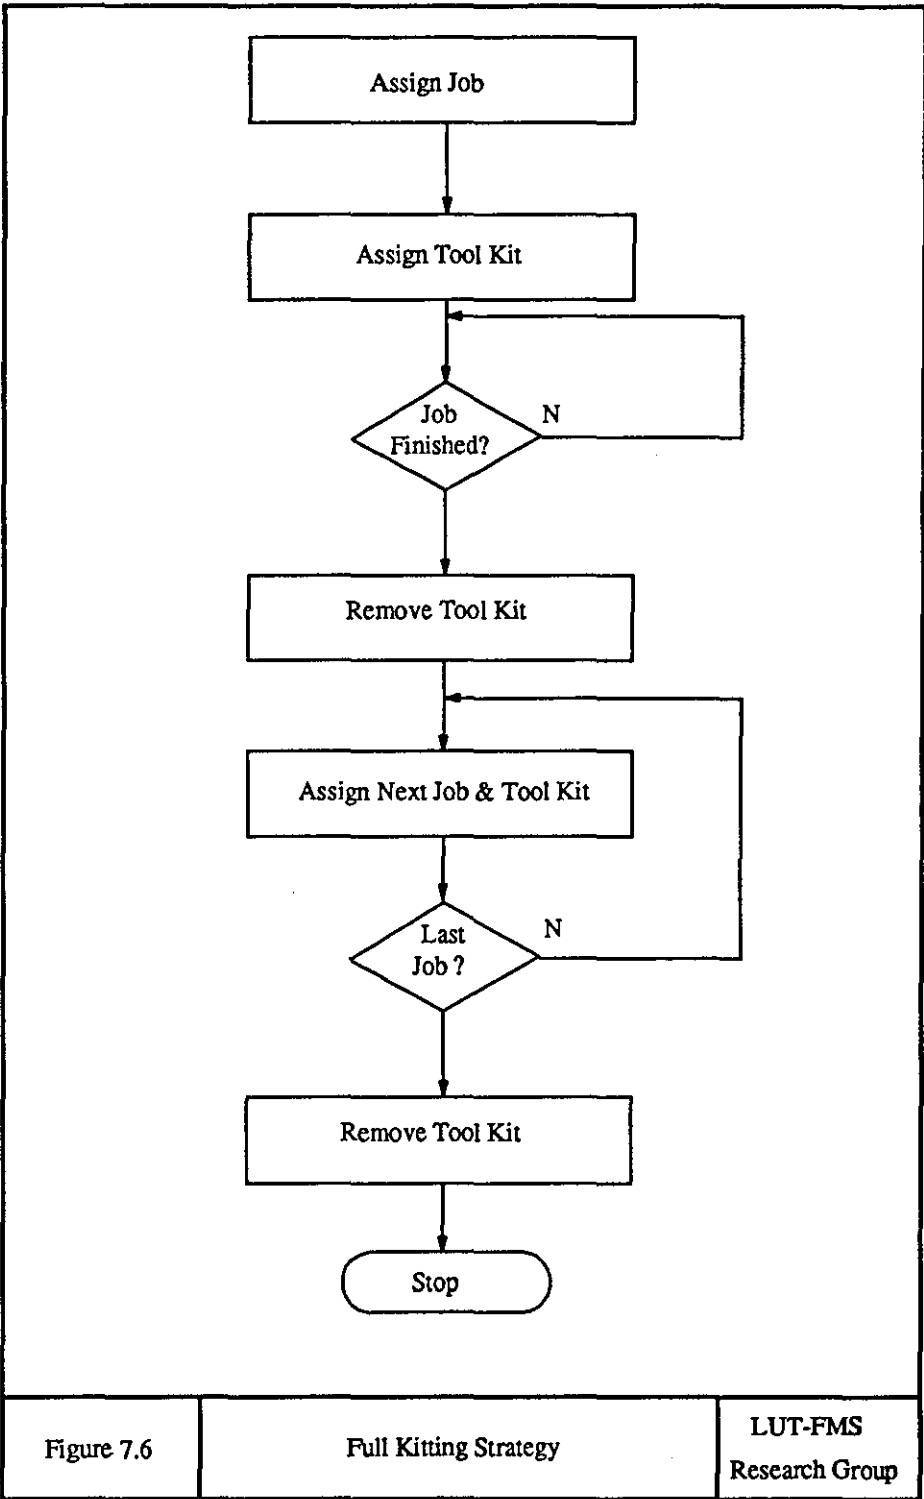 Assign Job
Assign Tool Kit
Job
Finished?
N
Remove Tool Kit
Assign Next Job & Tool Kit
Last
Job ?
N
Remove Tool Kit
Stop
Figure 7.6
Full Kitting Strategy
LUT-FMS
Research Group